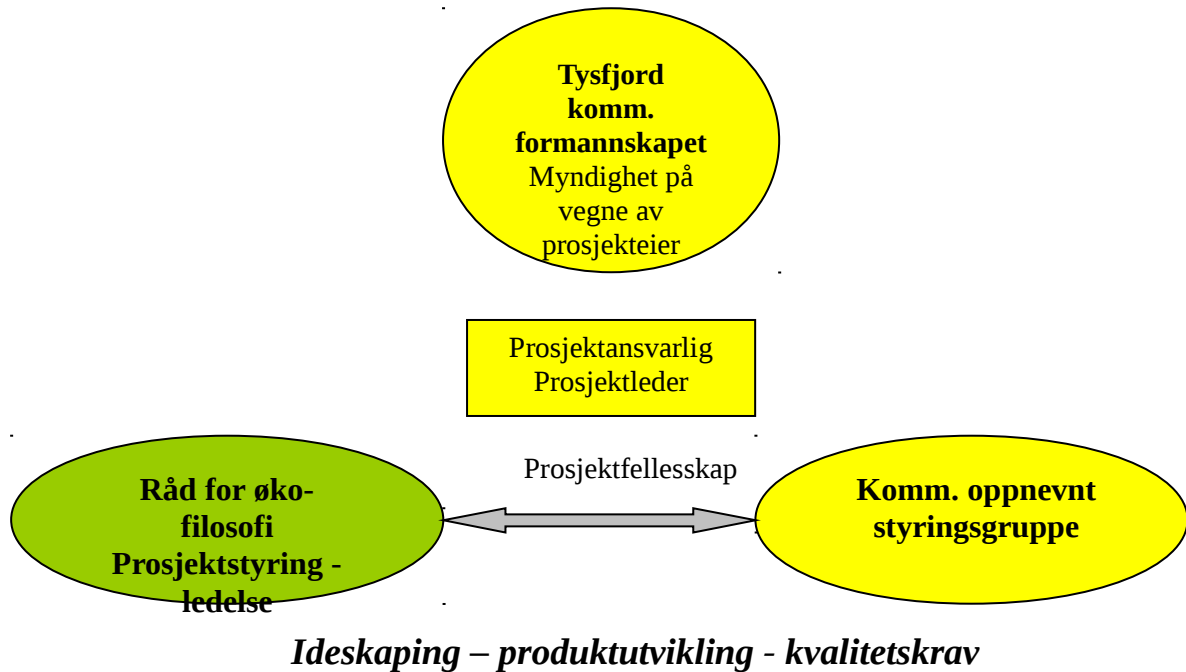 Tysfjord
komm.
formannskapet
Myndighet på
vegne av
prosjekteier
Prosjektansvarlig
Prosjektleder
Prosjektfellesskap
Råd for øko-
filosofi
Prosjektstyring -
ledelse
Komm. oppnevnt
styringsgruppe
Ideskaping – produktutvikling - kvalitetskrav